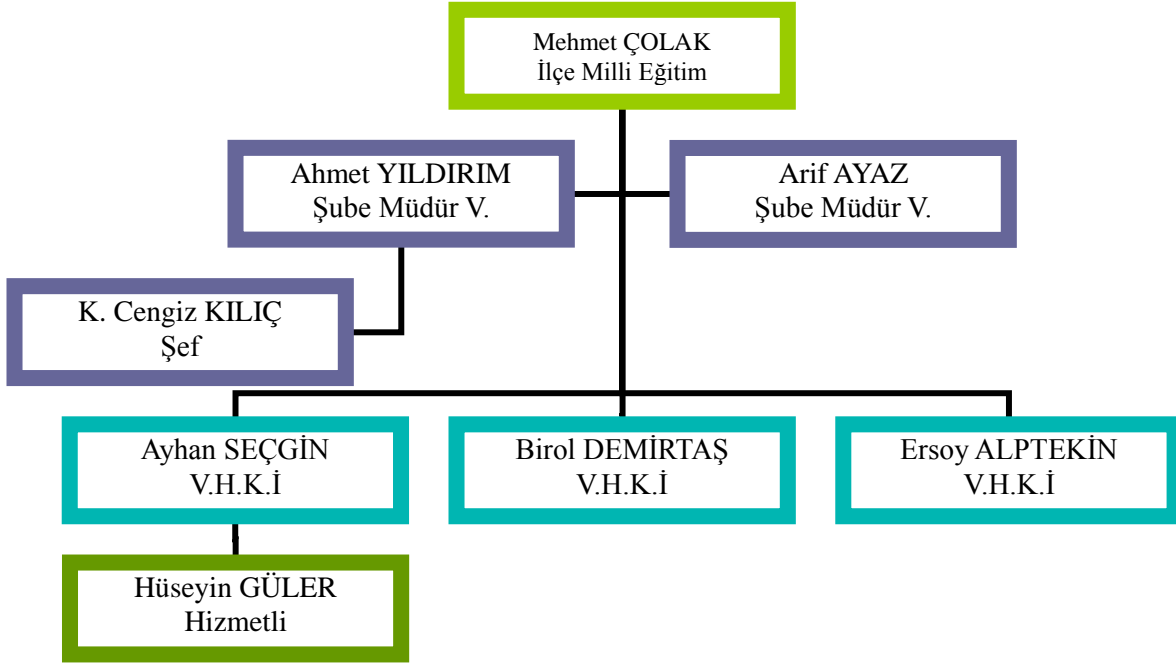 Mehmet ÇOLAK
İlçe Milli Eğitim
Ahmet YILDIRIM
Şube Müdür V.
Arif AYAZ
Şube Müdür V.
K. Cengiz KILIÇ
Şef
Ayhan SEÇGİN
V.H.K.İ
Birol DEMİRTAŞ
V.H.K.İ
Ersoy ALPTEKİN
V.H.K.İ
Hüseyin GÜLER
Hizmetli